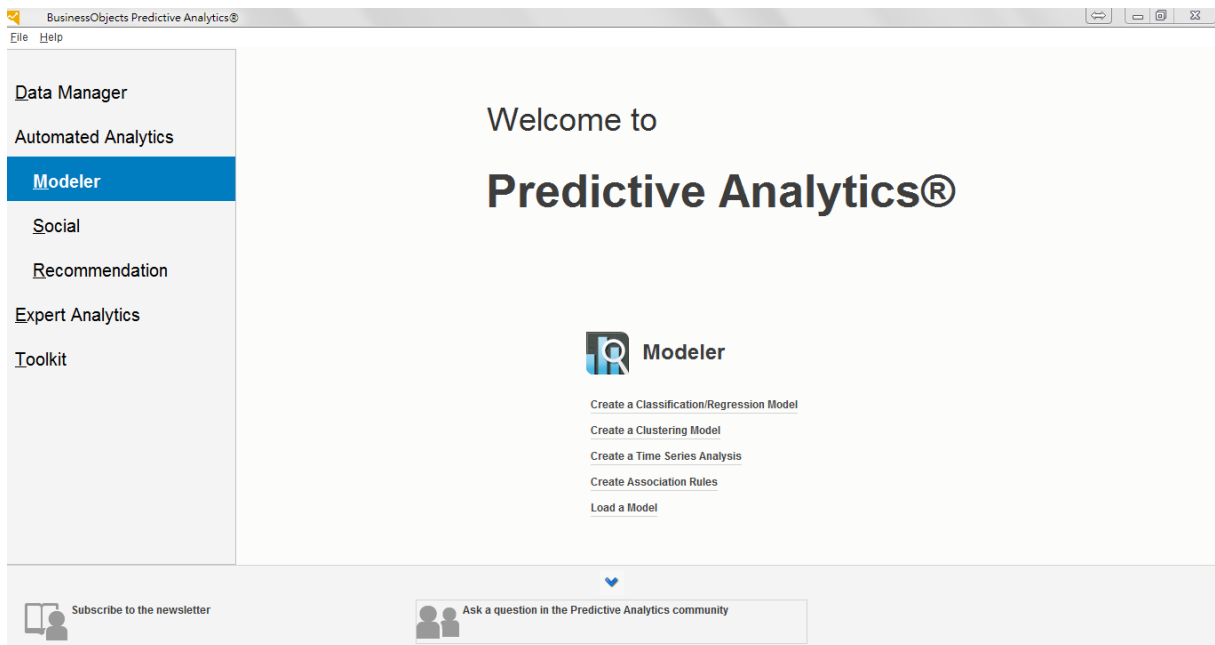 BusinessObjects Predictive Analytics®
File Help
Data Manager
Automated Analytics
Modeler
Social
Recommendation
Expert Analytics
Toolkit
Welcome to
Predictive Analytics®
Modeler
Create a Classification/Regression Model
Create a Clustering Model
Create a Time Series Analysis
Create Association Rules
Load a Model
Subscribe to the newsletter
Ask a question in the Predictive Analytics community